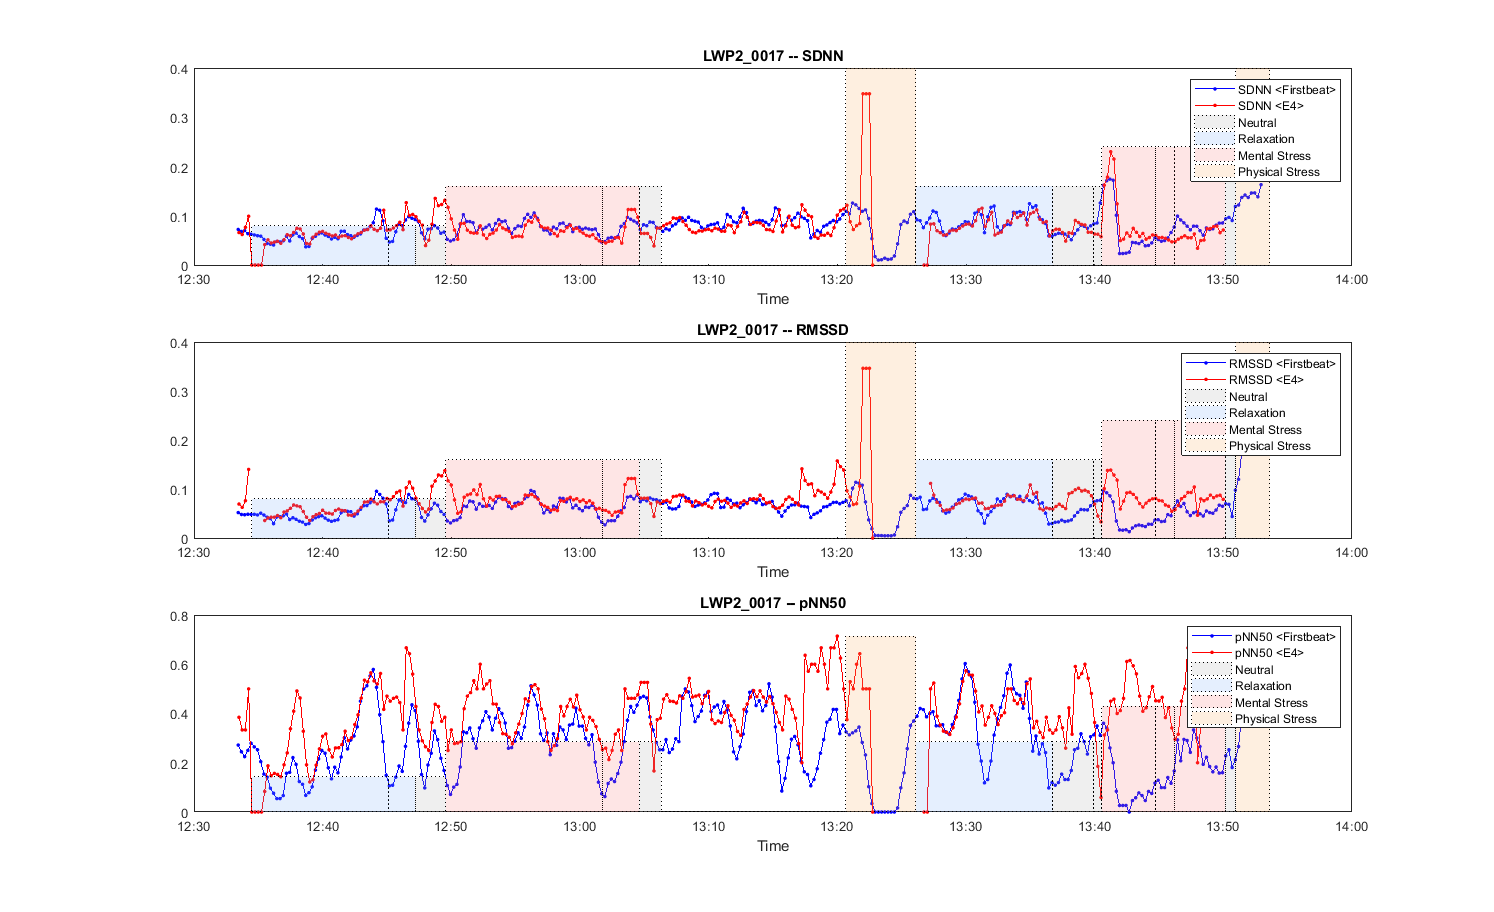 LWP2_0017 -- SDNN
0.4
0.3
0.2
0.1
0
SDNN <Firstbeat>
SDNN <E4>
Neutral
Relaxation
Mental Stress
Physical Stress
12:30 12:40 12:50 13:00 13:10 13:20 13:30 13:40 13:50 14:00
Time
LWP2_0017 -- RMSSD
0.4
0.3
0.2
0.1
0
RMSSD <Firstbeat>
RMSSD <E4>
Neutral
Relaxation
Mental Stress
Physical Stress
12:30 12:40 12:50 13:00 13:10 13:20 13:30 13:40 13:50 14:00
Time
LWP2_0017 -- pNN50
0.8
0.6
0.4
0.2
0
pNN50 <Firstbeat>
pNN50 <E4>
Neutral
Relaxation
Mental Stress
Physical Stress
12:30 12:40 12:50 13:00 13:10 13:20 13:30 13:40 13:50 14:00
Time